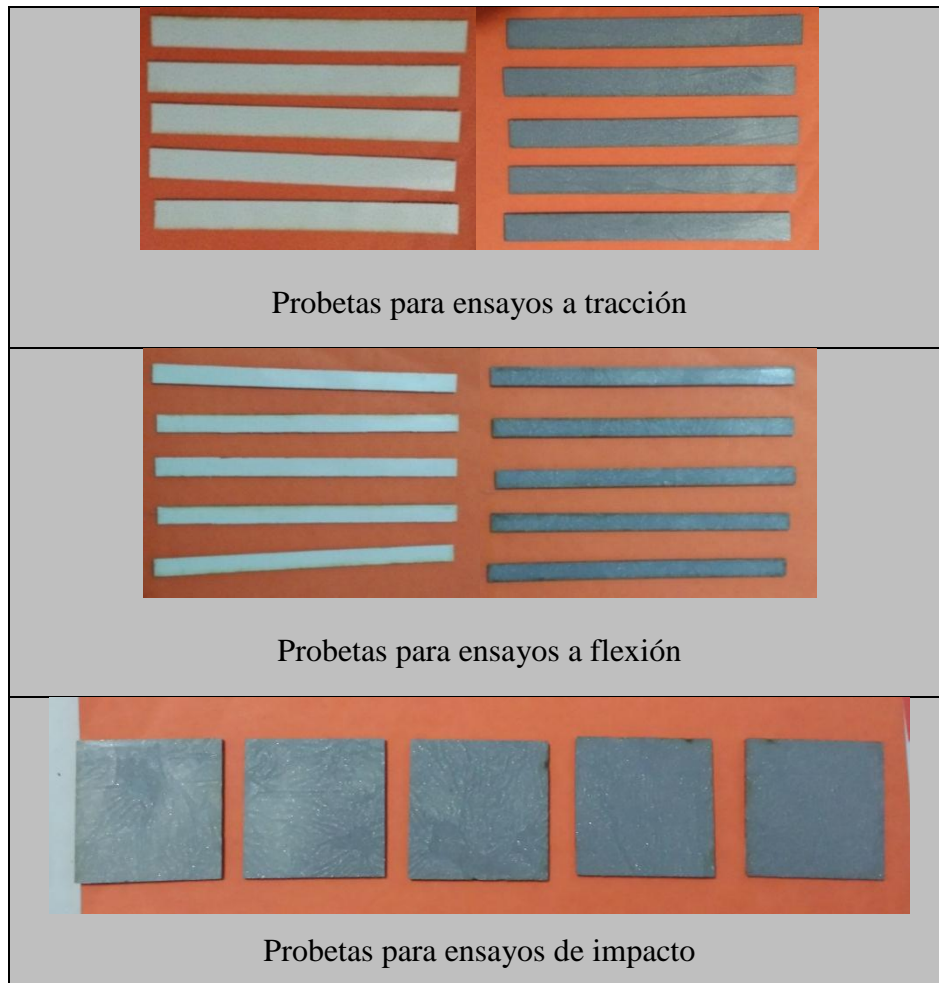 Probetas para ensayos a tracción
Probetas para ensayos a flexión
Probetas para ensayos de impacto